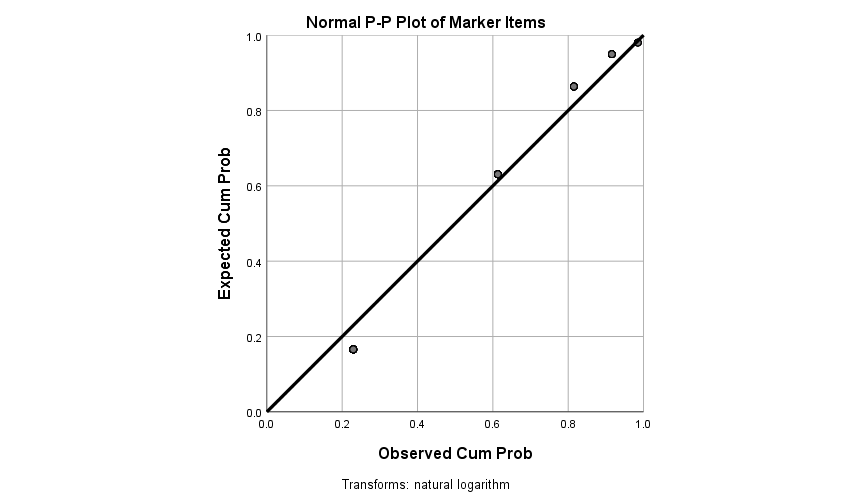 Normal P-P Plot of Marker Items
1.0
0.8
0.6
0.4
0.2
0.0
Expected Cum Prob
0.0 0.2 0.4 0.6 0.8 1.0
Observed Cum Prob
Transforms: natural logarithm